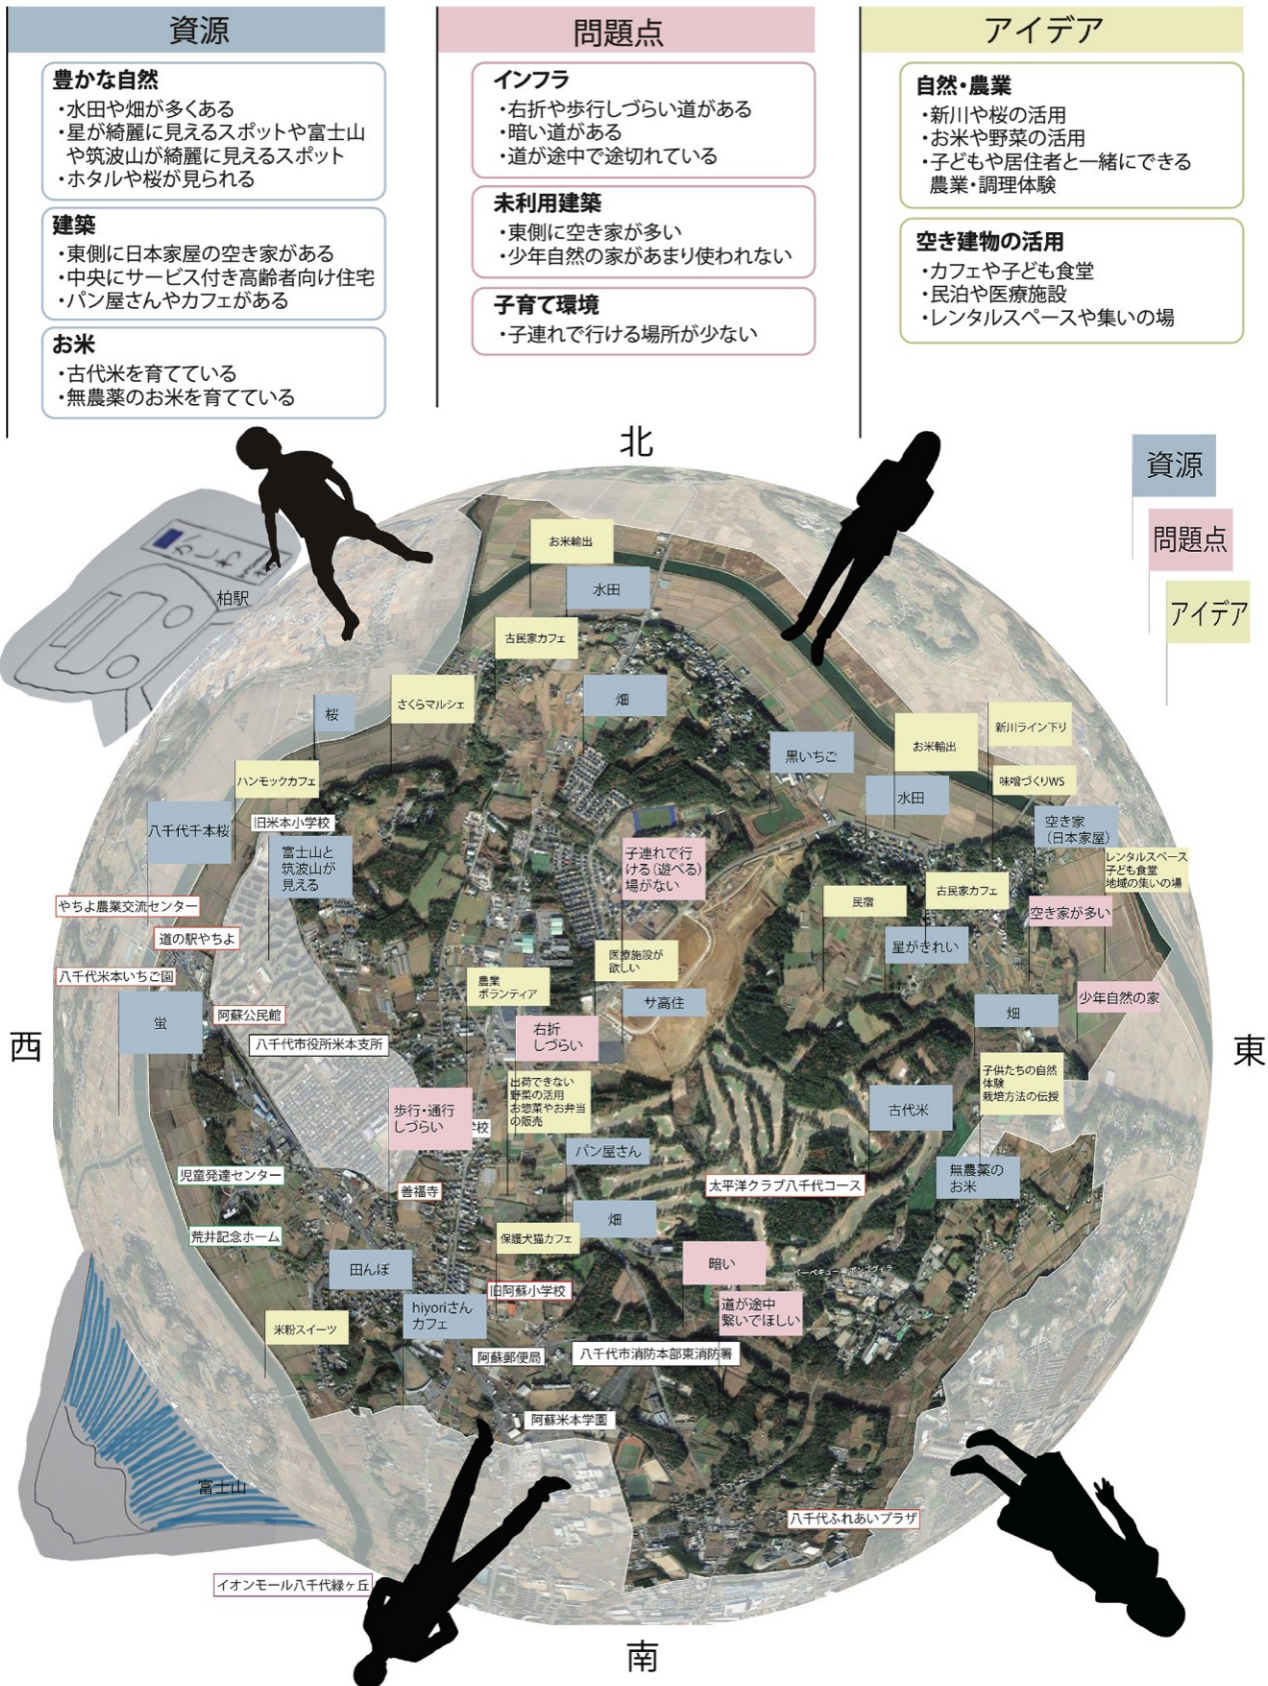 資源
豊かな自然
・水田や畑が多くある
・星が綺麗に見えるスポットや富士山
や筑波山が綺麗に見えるスポット
・ホタルや桜が見られる
建築
・東側に日本家屋の空き家がある
・中央にサービス付き高齢者向け住宅
・パン屋さんやカフェがある
お米
・古代米を育てている
・無農薬のお米を育てている
問題点
インフラ
・右折や歩行しづらい道がある
・暗い道がある
・道が途中で途切れている
未利用建築
・東側に空き家が多い
・少年自然の家があまり使われない
子育て環境
・子連れで行ける場所が少ない
アイデア
自然・農業
・新川や桜の活用
・お米や野菜の活用
・子どもや居住者と一緒にできる
農業・調理体験
空き建物の活用
・カフェや子ども食堂
・民泊や医療施設
・レンタルスペースや集いの場
北
資源
問題点
アイデア
柏駅
お米輸出
水田
古民家カフェ
畑
さくらマルシェ
桜
ハンモックカフェ
八千代千本桜
旧米本小学校
富士山と
筑波山が
見える
黒いちご
お米輸出
水田
新川ライン下り
味噌づくりWS
空き家
（日本家屋）
レンタルスペース
子ども食堂
地域の集いの場
子連れで行
ける（遊べる）
場がない
民宿
古民家カフェ
空き家が多い
星がきれい
やちよ農業交流センター
道の駅やちよ
八千代米本いちご園
蛍
阿蘇公民館
八千代市役所米本支所
農業
ボランティア
医療施設が
欲しい
サ高住
右折
しづらい
畑
少年自然の家
西
東
出荷できない
野菜の活用
お惣菜やお弁当
の販売
歩行・通行
しづらい
校
子供たちの自然
体験
栽培方法の伝授
古代米
パン屋さん
無農薬の
お米
太平洋クラブ八千代コース
児童発達センター
善福寺
畑
荒井記念ホーム
保護犬猫カフェ
田んぼ
暗い
旧阿蘇小学校
hiyoriさん
カフェ
道が途中
繋いでほしい
米粉スイーツ
阿蘇郵便局
八千代市消防本部東消防署
阿蘇米本学園
富士山
八千代ふれあいプラザ
イオンモール八千代緑ヶ丘
南